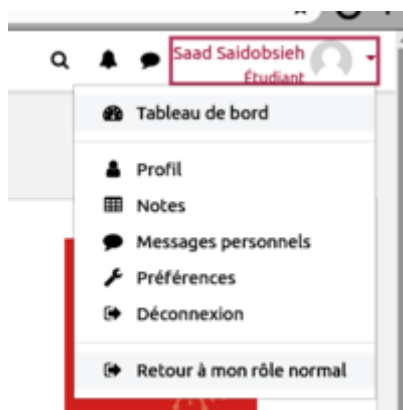 Saad Saidobsieh
Étudiant
Tableau de bord
Profil
Notes
Messages personnels
Préférences
Déconnexion
Retour à mon rôle normal